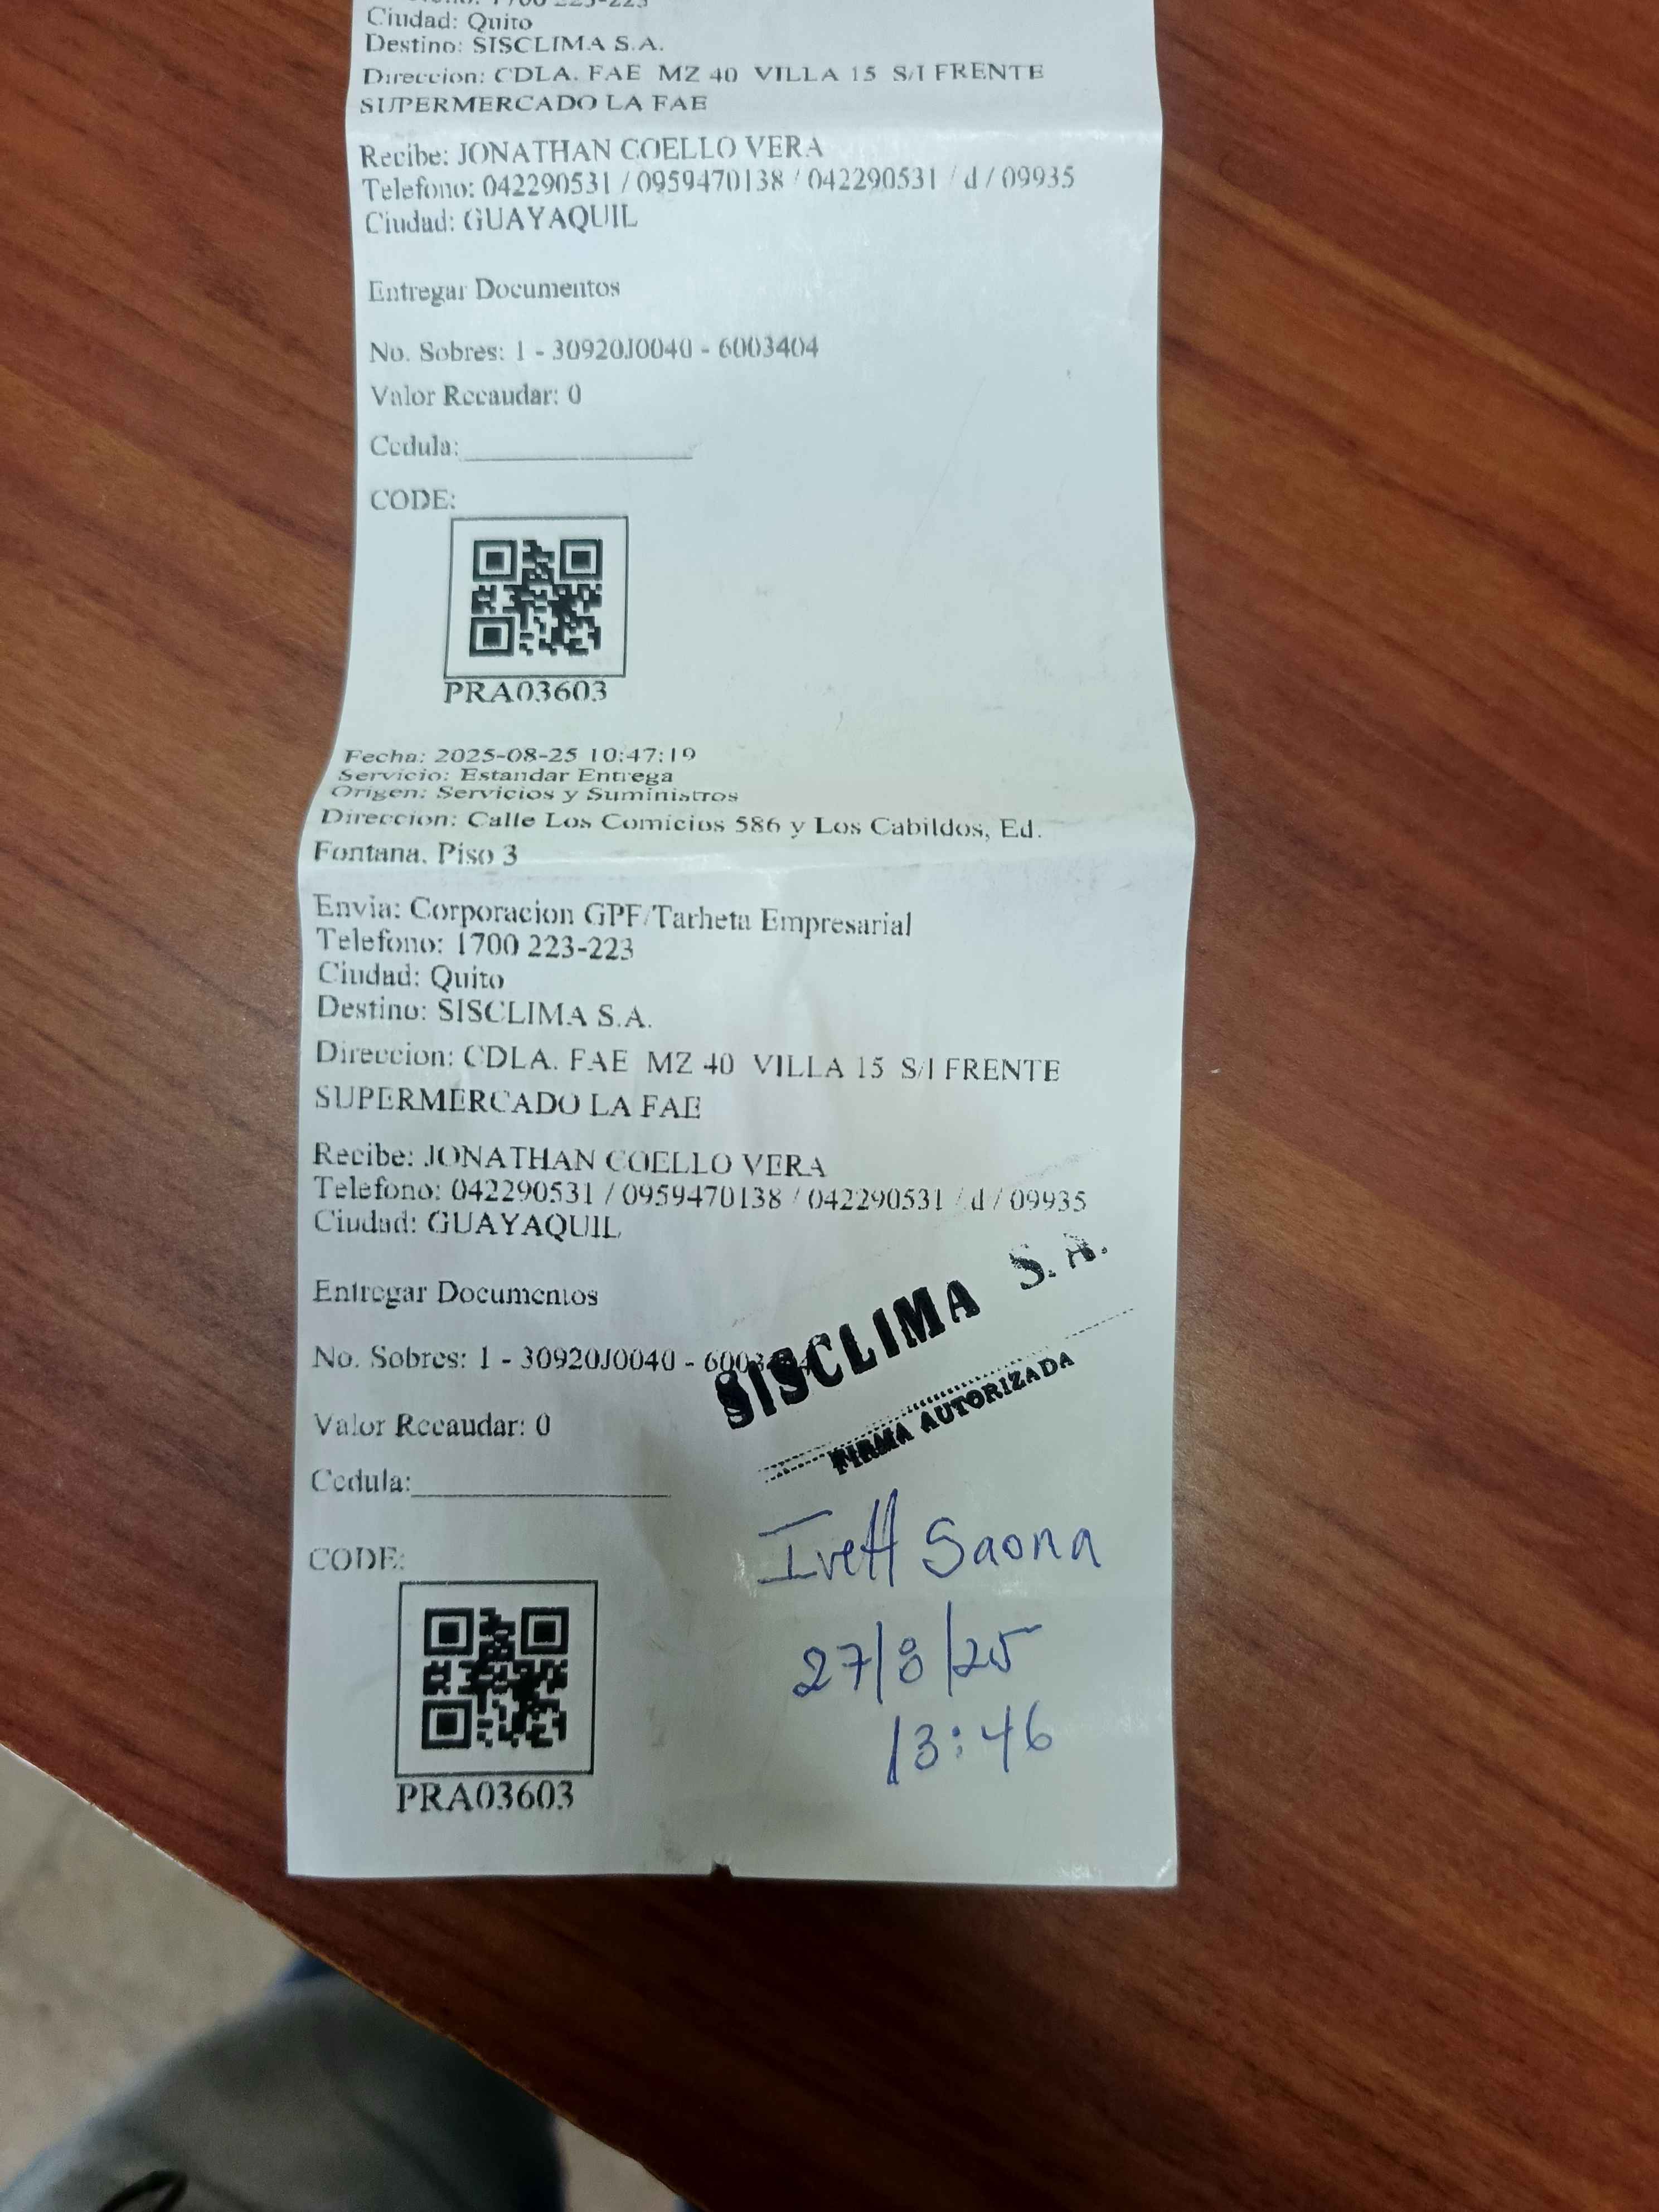 1700 223-223
Ciudad: Quito
Destino: SISCLIMA S.A.
Direccion: CDLA. FAE MZ 40 VILLA 15 S/I FRENTE
SUPERMERCADO LA FAE
Recibe: JONATHAN COELLO VERA
Telefono: 042290531 / 0959470138 / 042290531 / d / 09935
Ciudad: GUAYAQUIL
Entregar Documentos
No. Sobres: 1 - 30920J0040 - 6003404
Valor Recaudar: 0
Cedula:
CODE:
PRA03603
Fecha: 2025-08-25 10:47:19
Servicio: Estandar Entrega
Origen: Servicios y Suministros
Direccion: Calle Los Comicios 586 y Los Cabildos, Ed.
Fontana. Piso 3
Envia: Corporacion GPF/Tarheta Empresarial
Telefono: 1700 223-223
Ciudad: Quito
Destino: SISCLIMA S.A.
Direccion: CDLA. FAE MZ 40 VILLA 15 S/I FRENTE
SUPERMERCADO LA FAE
Recibe: JONATHAN COELLO VERA
Telefono: 042290531 / 0959470138 / 042290531 / d / 09935
Ciudad: GUAYAQUIL
Entregar Documentos
No. Sobres: 1 - 30920J0040 -
SISCLIMA S.A.
FIRMA AUTORIZADA
Valor Recaudar: 0
Cedula:
Ivett Saona
CODE:
27/8/25
13:46
PRA03603